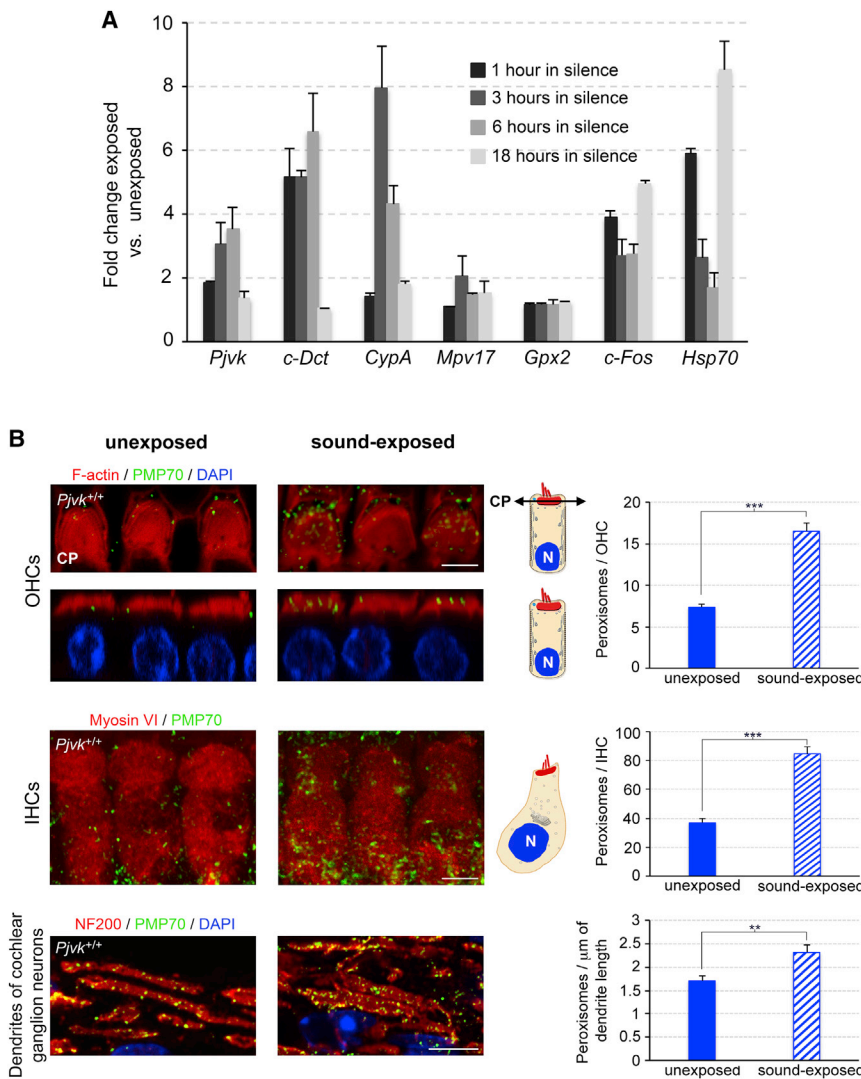 A
10
8
6
4
2
0
Fold change exposed
vs. unexposed
1 hour in silence
3 hours in silence
6 hours in silence
18 hours in silence
Pjvk
c-Dct
CypA
Mpv17
Gpx2
c-Fos
Hsp70
B
unexposed
sound-exposed
F-actin / PMP70 / DAPI
OHCs
Pjvk+/+
CP
CP
N
N
Peroxisomes / OHC
20
15
10
5
0
***
unexposed
sound-exposed
Myosin VI / PMP70
IHCs
Pjvk+/+
N
Peroxisomes / IHC
100
80
60
40
20
0
***
unexposed
sound-exposed
NF200 / PMP70 / DAPI
Dendrites of cochlear
ganglion neurons
Pjvk+/+
Peroxisomes / μm of
dendrite length
3
2.5
2
1.5
1
0.5
0
**
unexposed
sound-exposed